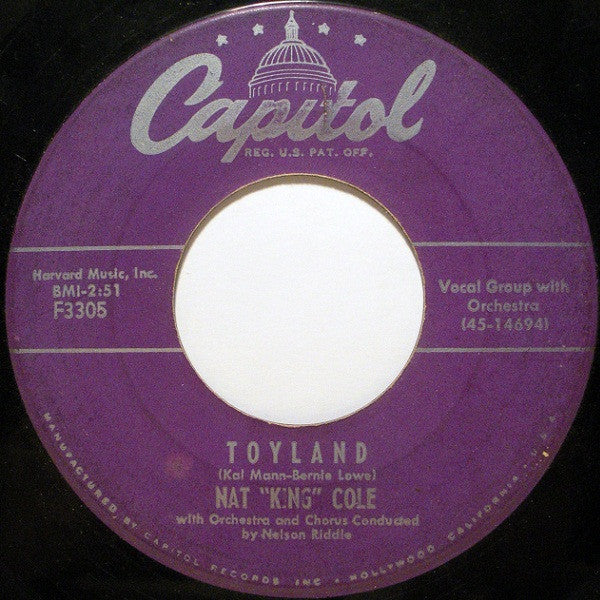 Capitol
REG. U.S. PAT. OFF.
Harvard Music, Inc.
BMI-2:51
F3305
Vocal Group with
Orchestra
(45-14694)
TOYLAND
(Kal Mann-Bernie Lowe)
NAT "KING" COLE
with Orchestra and Chorus Conducted
by Nelson Riddle
MANUFACTURED BY CAPITOL RECORDS INC • HOLLYWOOD, CALIFORNIA, U.S.A.